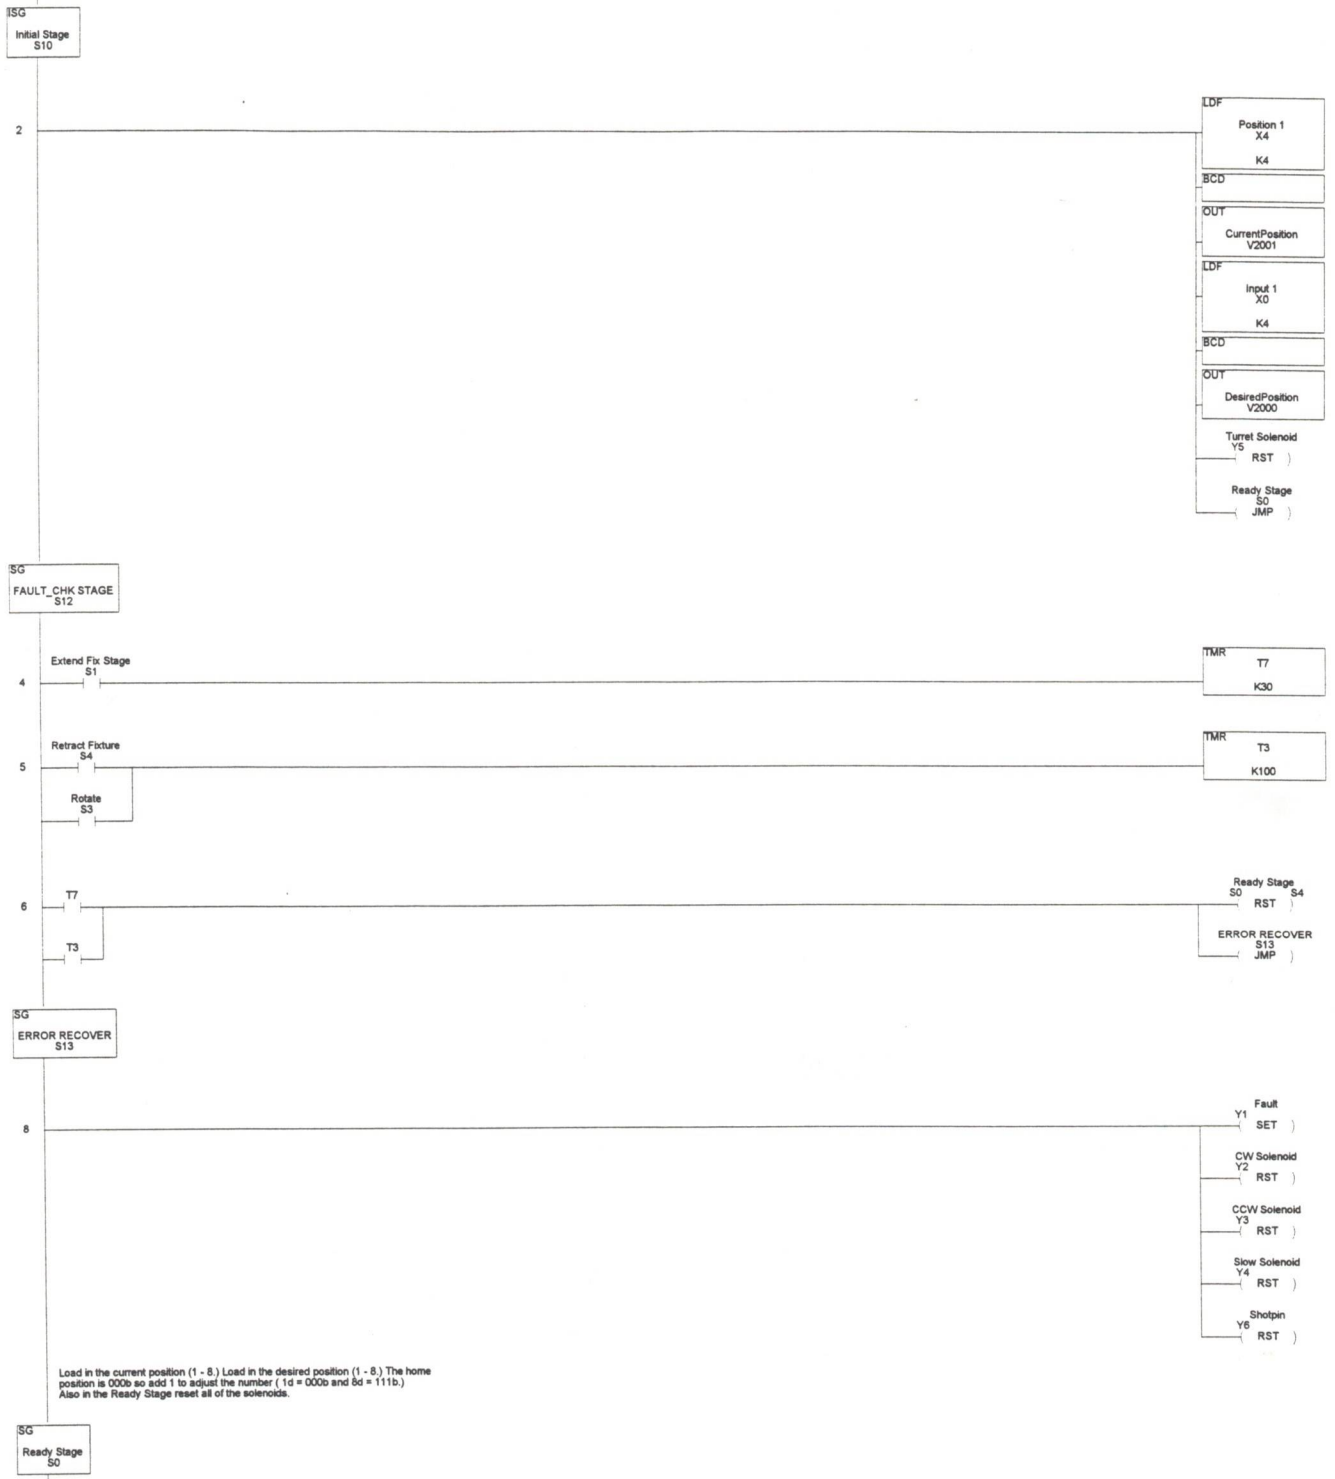 ISG
Initial Stage
S10
2
LDF
Position 1
X4
K4
BCD
OUT
CurrentPosition
V2001
LDF
Input 1
X0
K4
BCD
OUT
DesiredPosition
V2000
Turret Solenoid
Y5
RST
Ready Stage
S0
JMP
SG
FAULT_CHK STAGE
S12
4
Extend Fix Stage
S1
TMR
T7
K30
5
Retract Fixture
S4
Rotate
S3
TMR
T3
K100
6
T7
T3
Ready Stage
S0 S4
RST
ERROR RECOVER
S13
JMP
SG
ERROR RECOVER
S13
8
Fault
Y1
SET
CW Solenoid
Y2
RST
CCW Solenoid
Y3
RST
Slow Solenoid
Y4
RST
Shotpin
Y6
RST
Load in the current position (1 - 8.) Load in the desired position (1 - 8.) The home
position is 000b so add 1 to adjust the number ( 1d = 000b and 8d = 111b.)
Also in the Ready Stage reset all of the solenoids.
SG
Ready Stage
S0